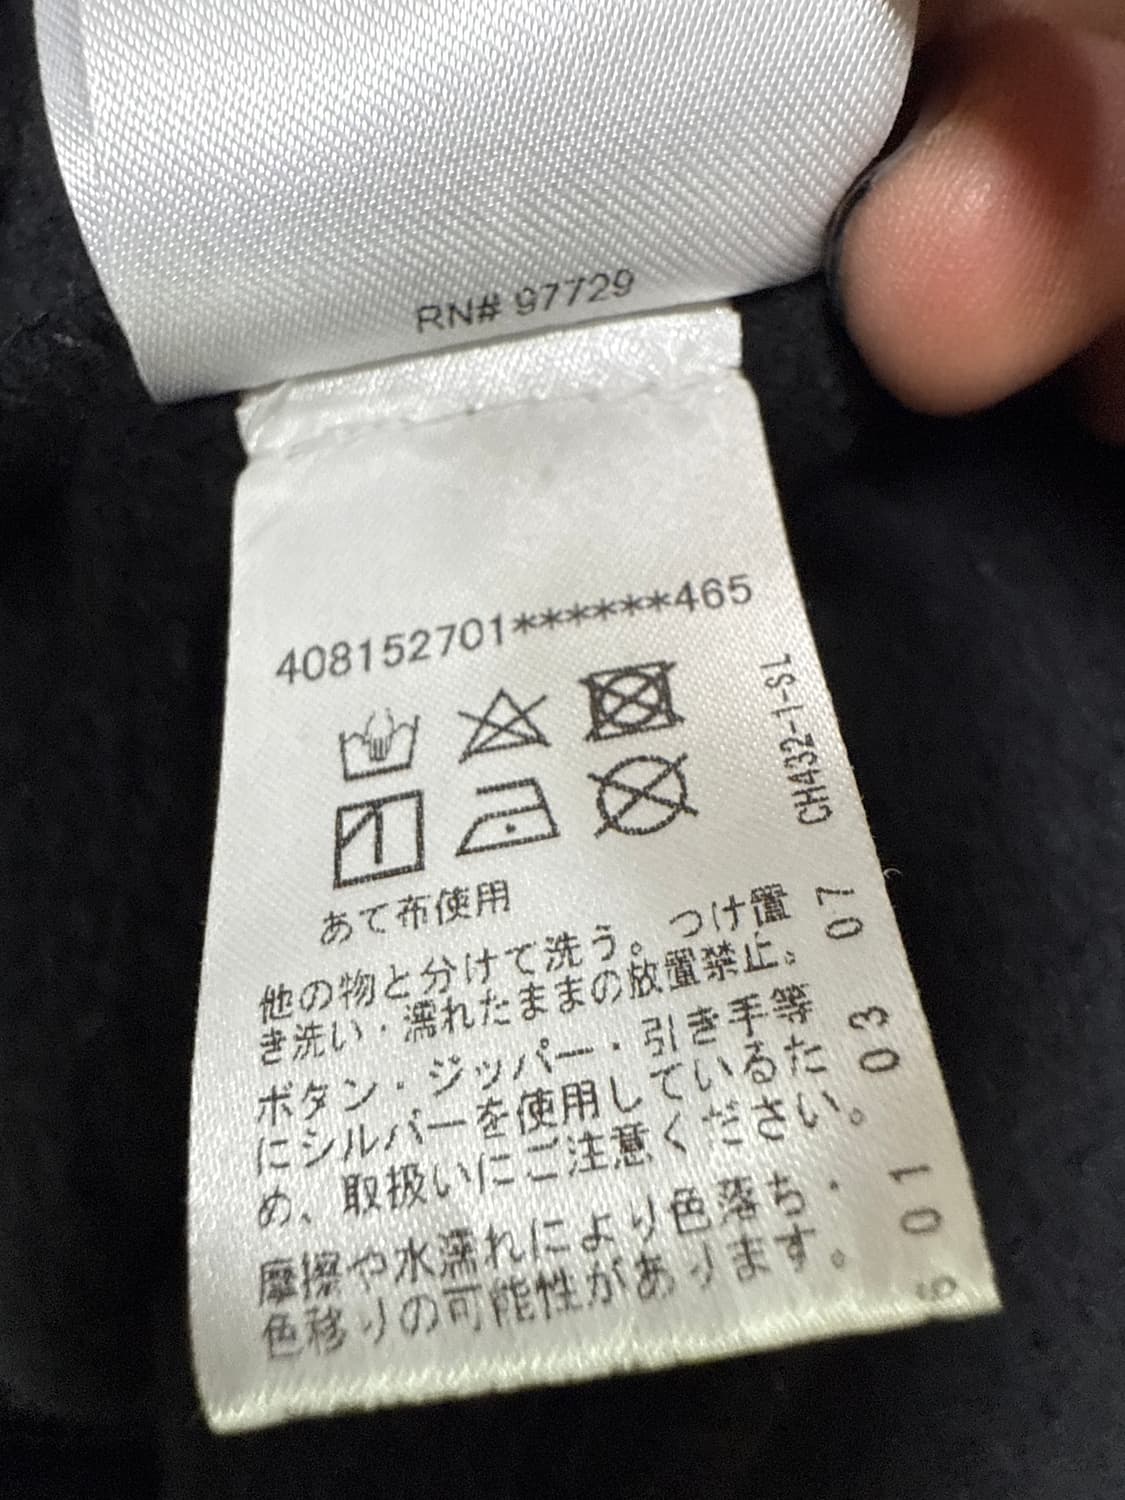 RN# 97729
408152701******465
あて布使用
他の物と分けて洗う。つけ置
き洗い・濡れたままの放置禁止。
ボタン・ジッパー・引き手等
にシルバーを使用しているた
め、取扱いにご注意ください。
摩擦や水濡れにより色落ち・
色移りの可能性があります。
CH432-1-SL
01 03 07